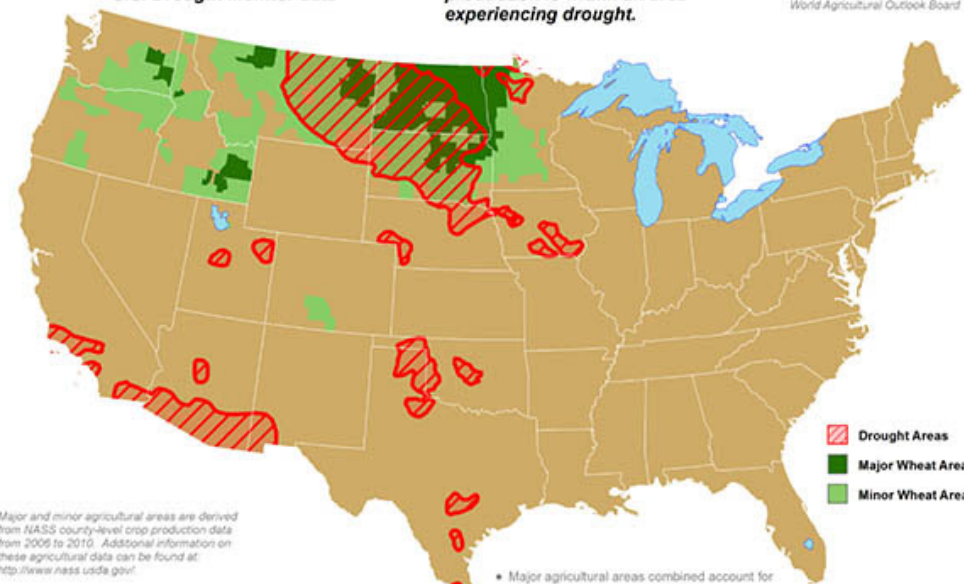 experiencing drought.
World Agricultural Outlook Board
Drought Areas
Major Wheat Area
Minor Wheat Area
Major and minor agricultural areas are derived
from NASS county-level crop production data
from 2006 to 2010. Additional information on
these agricultural data can be found at:
http://www.nass.usda.gov/.
• Major agricultural areas combined account for